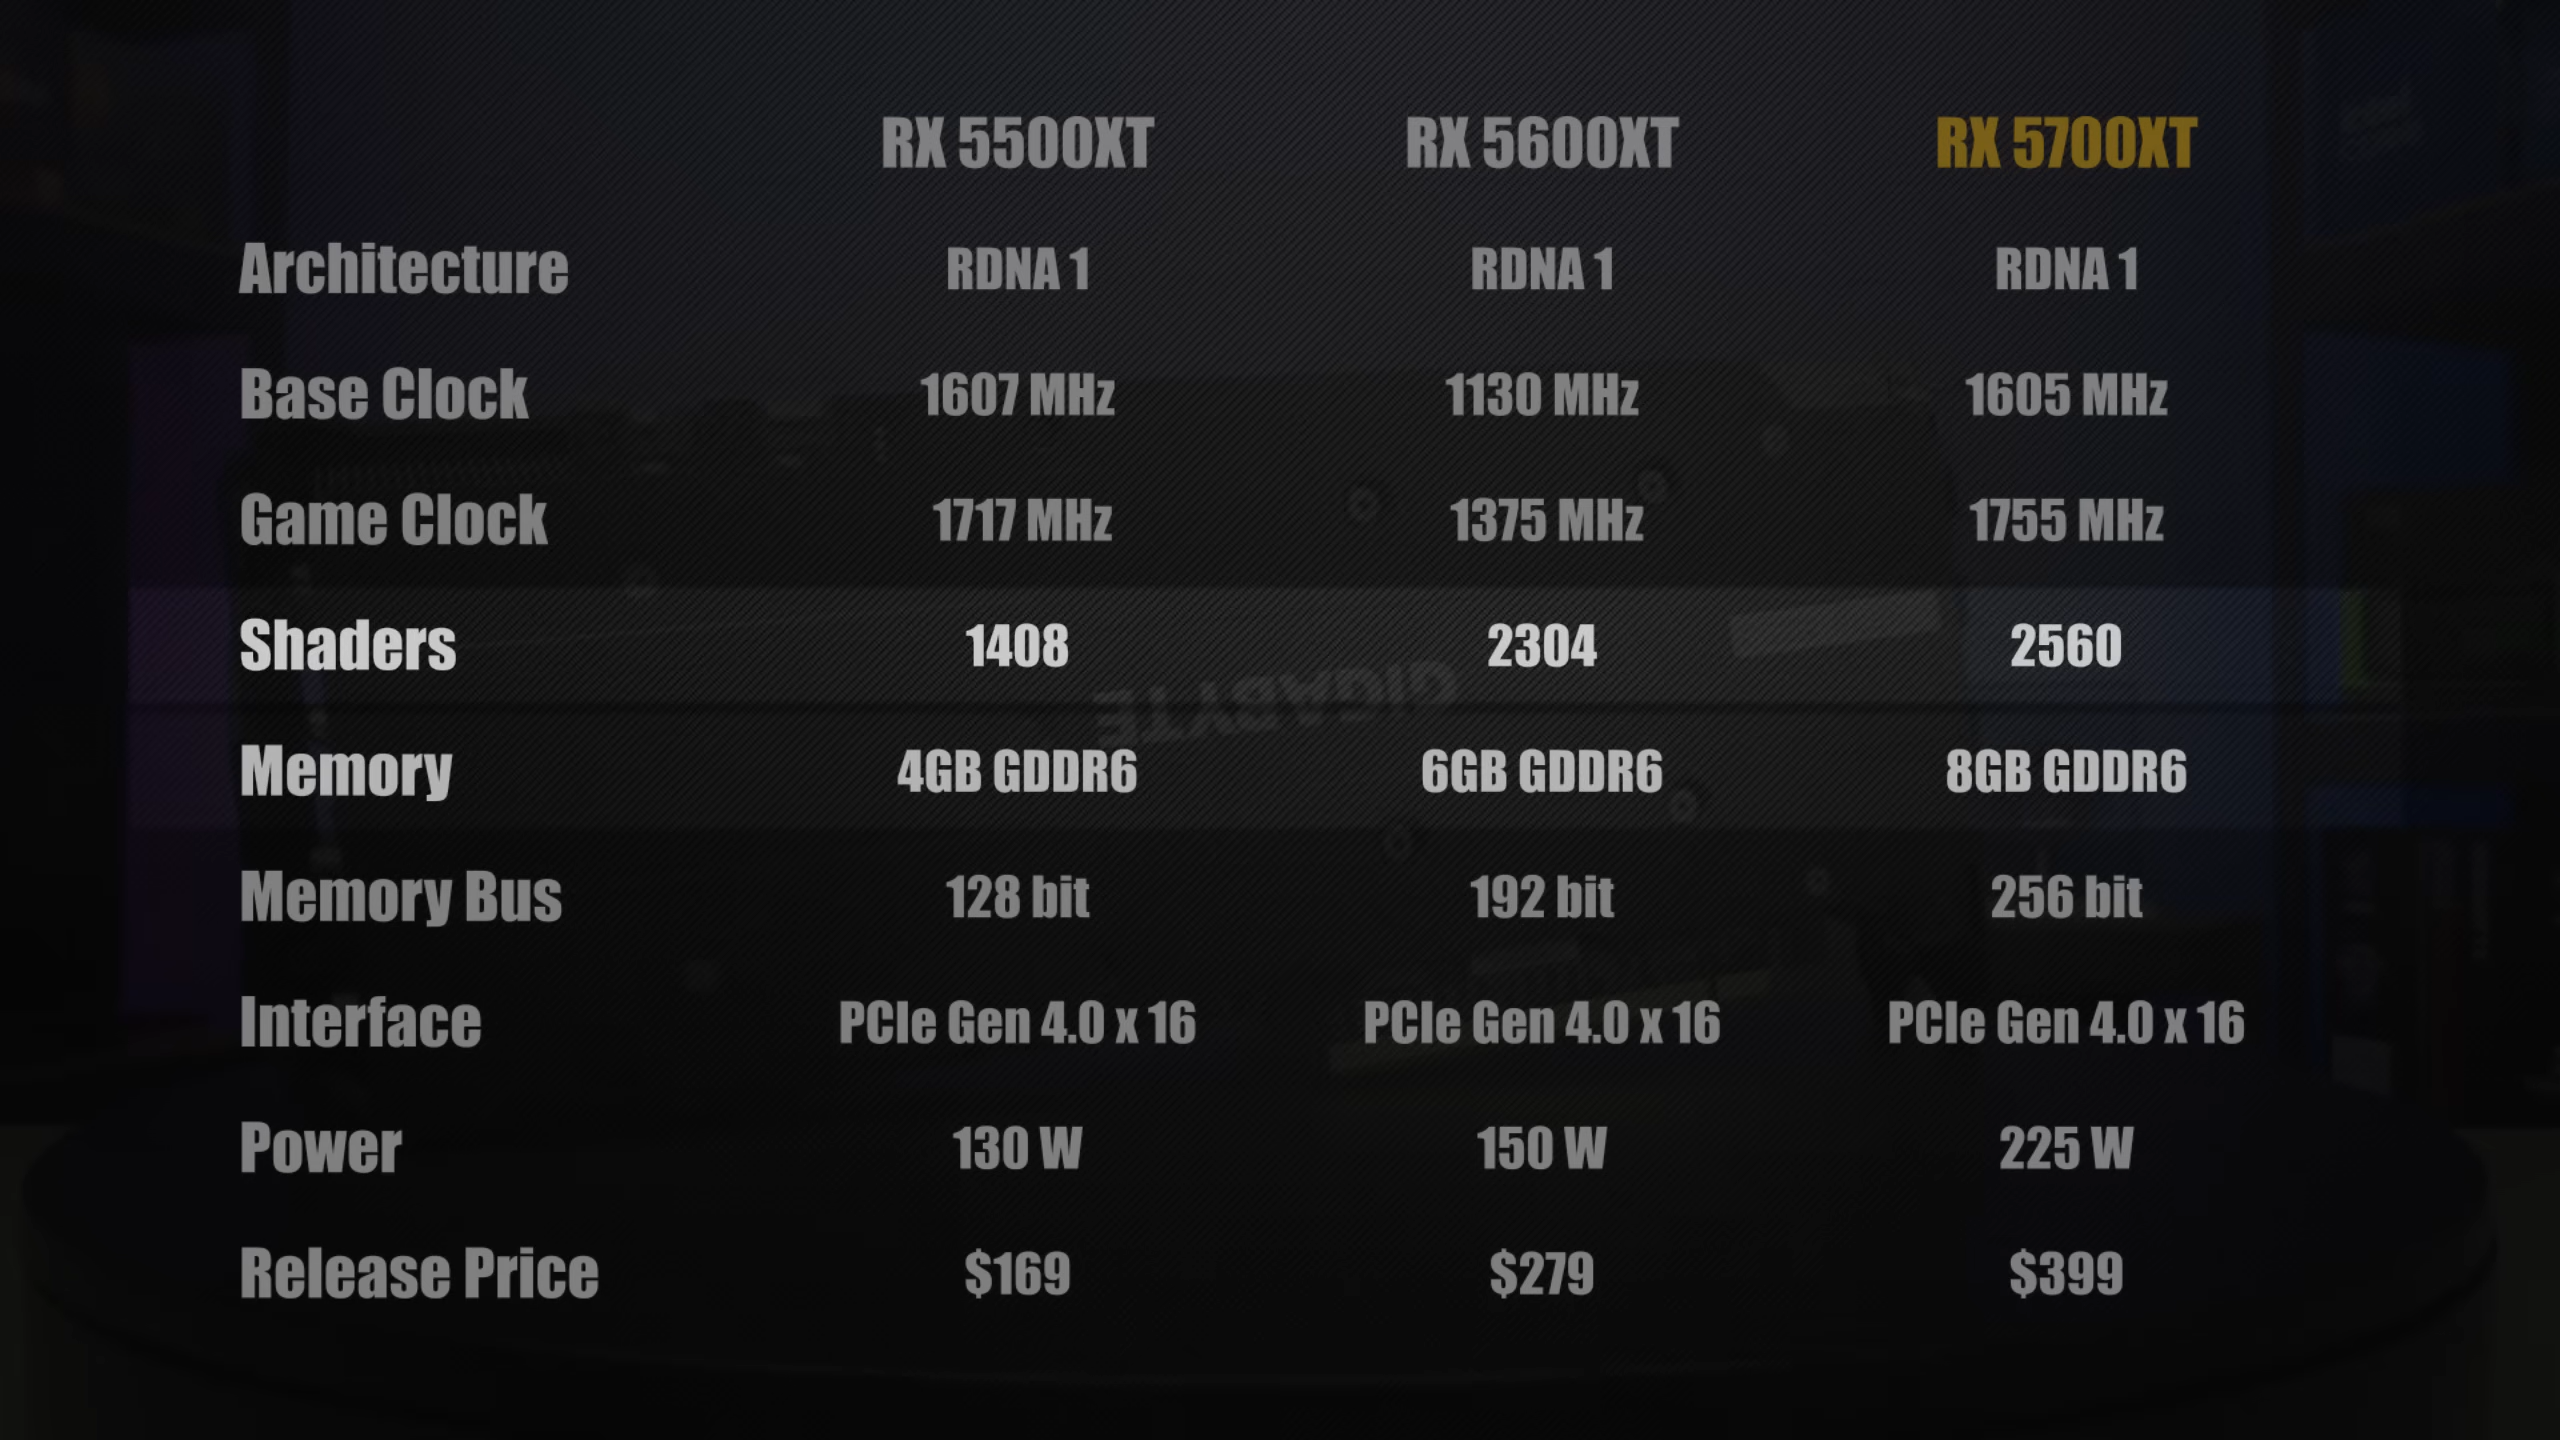 RX 5500XT RX 5600XT RX 5700XT
Architecture RDNA 1 RDNA 1 RDNA 1
Base Clock 1607 MHz 1130 MHz 1605 MHz
Game Clock 1717 MHz 1375 MHz 1755 MHz
Shaders 1408 2304 2560
GIGABYTE
Memory 4GB GDDR6 6GB GDDR6 8GB GDDR6
Memory Bus 128 bit 192 bit 256 bit
Interface PCIe Gen 4.0 x 16 PCIe Gen 4.0 x 16 PCIe Gen 4.0 x 16
Power 130 W 150 W 225 W
Release Price $169 $279 $399